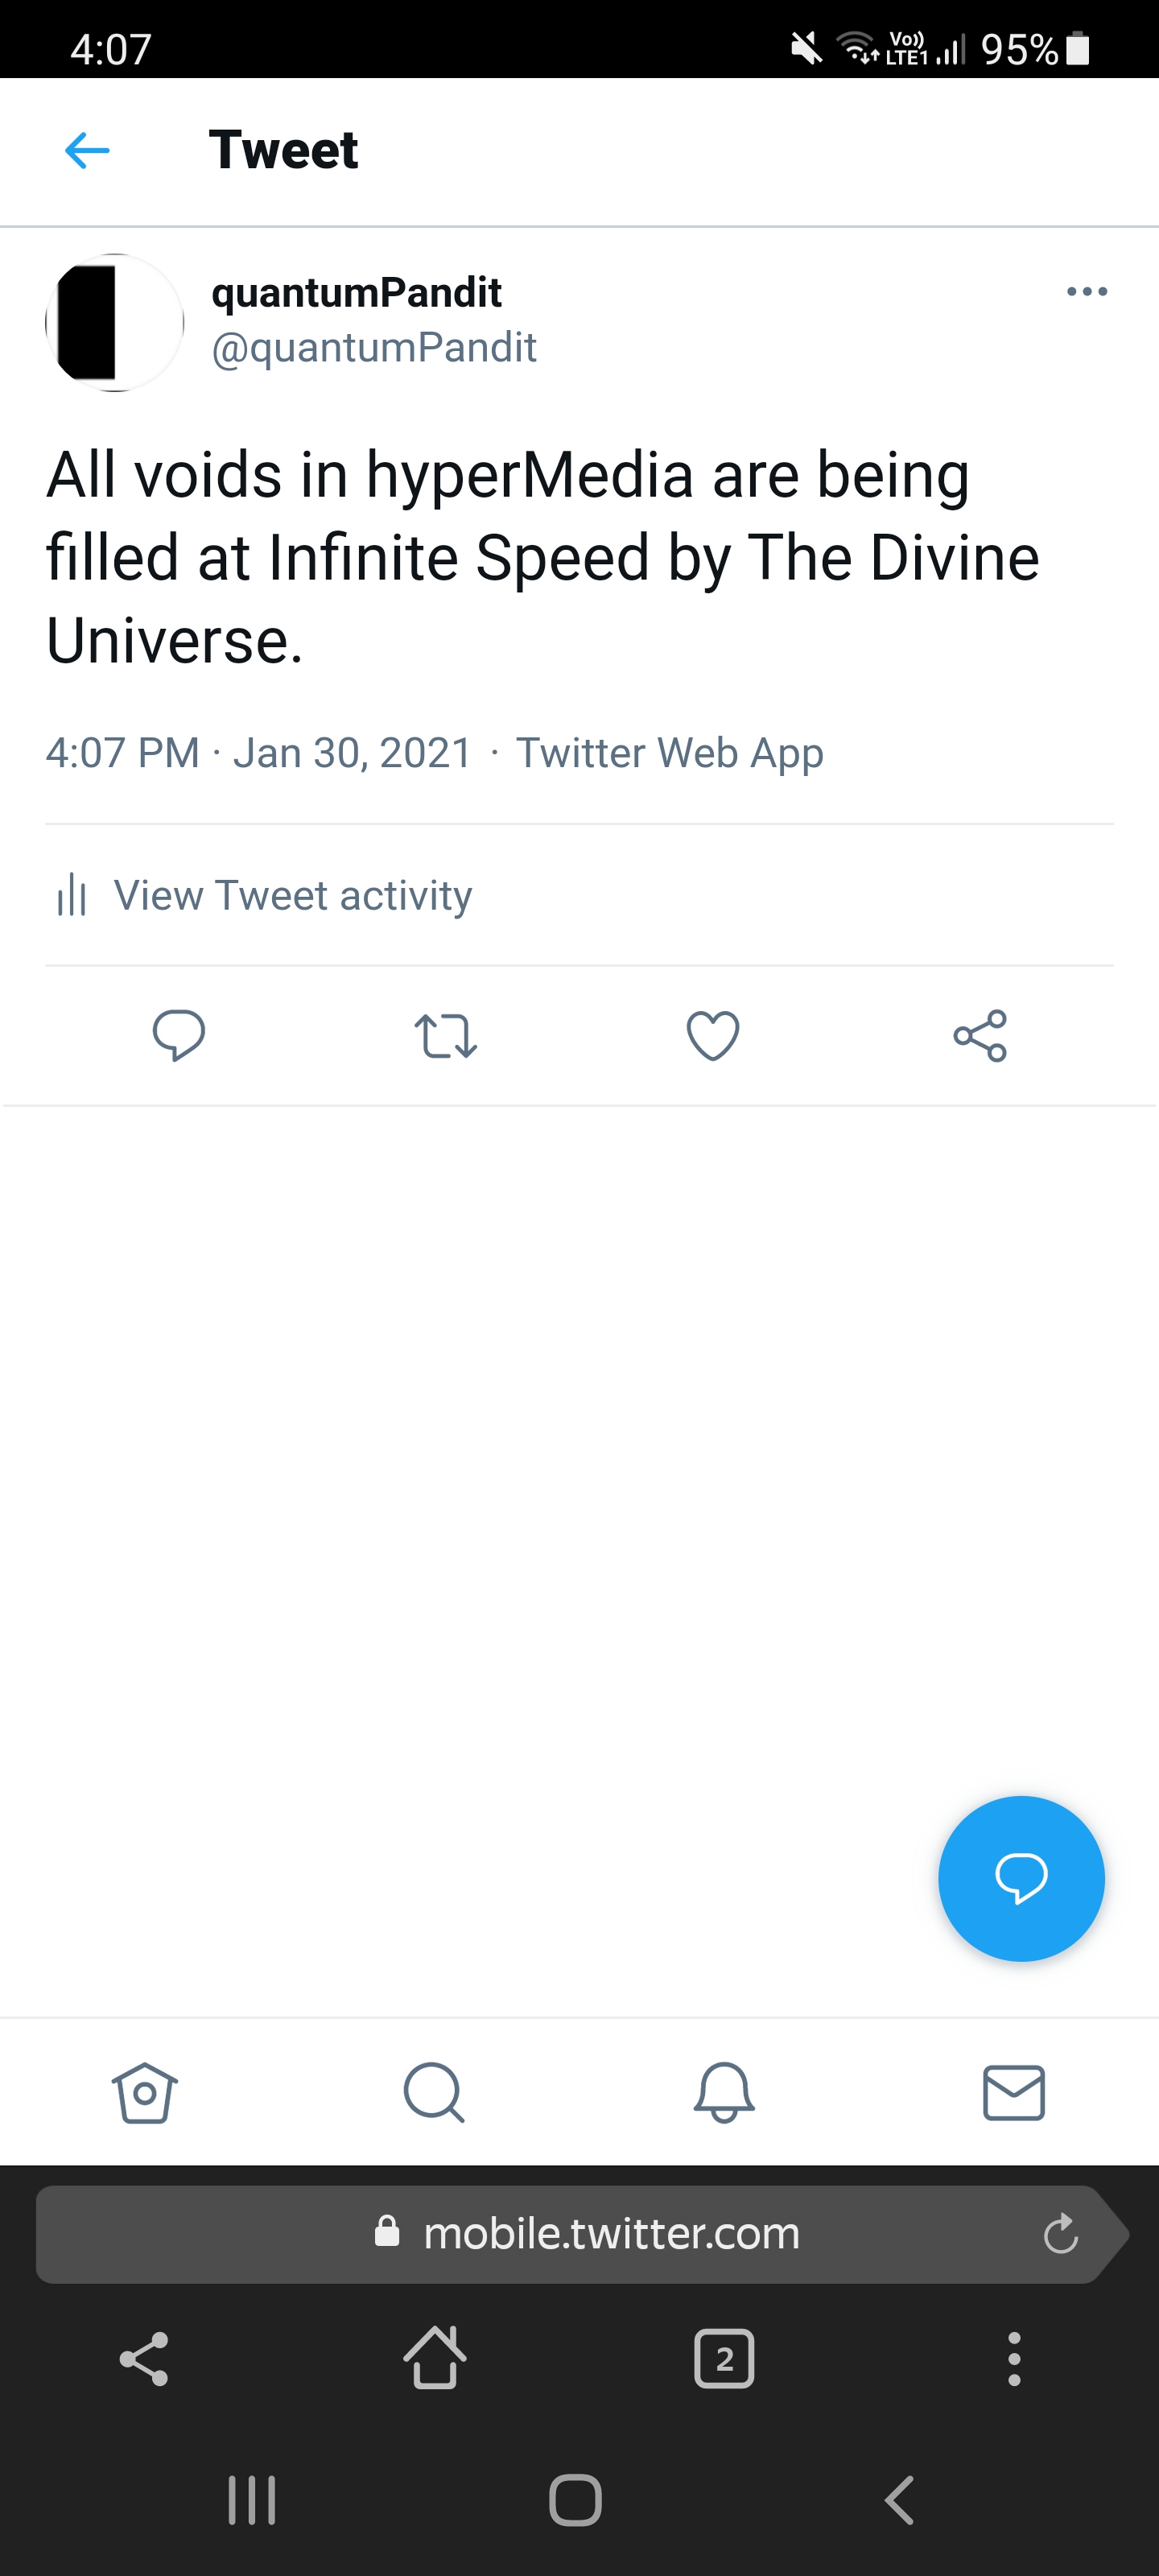 4:07 Vo)) LTE1 95%
Tweet
quantumPandit
@quantumPandit
All voids in hyperMedia are being
filled at Infinite Speed by The Divine
Universe.
4:07 PM · Jan 30, 2021 · Twitter Web App
View Tweet activity
mobile.twitter.com
2